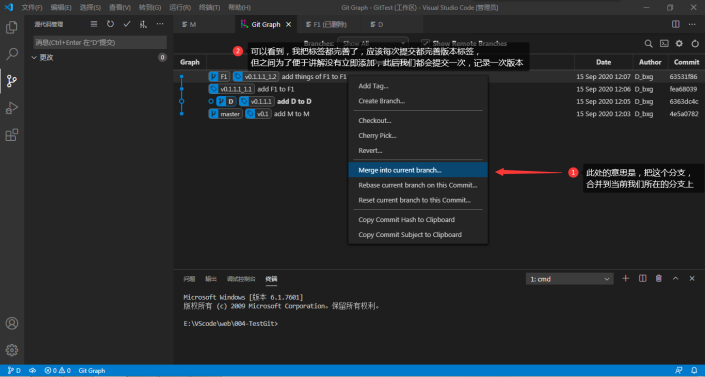 文件(F) 编辑(E) 选择(S) 查看(V) 转到(G) 运行(R) 终端(T) 帮助(H)
Git Graph - GitTest (工作区) - Visual Studio Code (管理员)
源代码管理
M
Git Graph
F1 (已删除)
D
消息(Ctrl+Enter 在"D"提交)
更改
0
Branches: Show All
Show Remote Branches
2
可以看到，我把标签都完善了，应该每次提交都完善版本标签，
但之间为了便于讲解没有立即添加，此后我们都会提交一次，记录一次版本
Graph
Date Author Commit
F1 v0.1.1.1_1.2 add things of F1 to F1
15 Sep 2020 12:07 D_bxg 63531f86
v0.1.1.1_1.1 add F1 to F1
15 Sep 2020 12:06 D_bxg fea68039
D v0.1.1.1 add D to D
15 Sep 2020 12:05 D_bxg 6363dc4c
master v0.1 add M to M
15 Sep 2020 12:03 D_bxg 4e5a0782
Add Tag...
Create Branch...
Checkout...
Cherry Pick...
Revert...
Merge into current branch...
Rebase current branch on this Commit...
Reset current branch to this Commit...
Copy Commit Hash to Clipboard
Copy Commit Subject to Clipboard
1
此处的意思是，把这个分支，
合并到当前我们所在的分支上
问题 输出 调试控制台 终端
1: cmd
Microsoft Windows [版本 6.1.7601]
版权所有 (c) 2009 Microsoft Corporation。保留所有权利。
E:\VScode\web\004-TestGit>
D
0 0
Git Graph